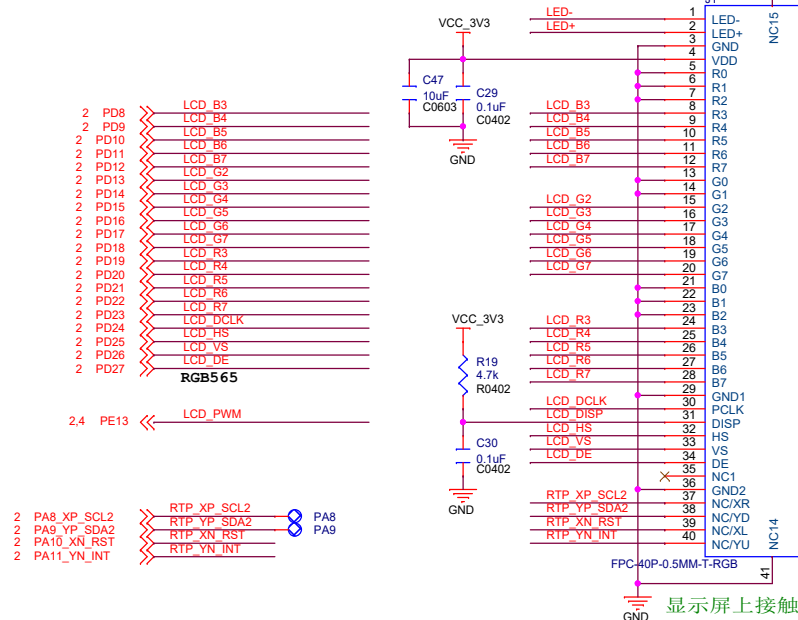 2 PD8 LCD_B3
2 PD9 LCD_B4
2 PD10 LCD_B5
2 PD11 LCD_B6
2 PD12 LCD_B7
2 PD13 LCD_G2
2 PD14 LCD_G3
2 PD15 LCD_G4
2 PD16 LCD_G5
2 PD17 LCD_G6
2 PD18 LCD_G7
2 PD19 LCD_R3
2 PD20 LCD_R4
2 PD21 LCD_R5
2 PD22 LCD_R6
2 PD23 LCD_R7
2 PD24 LCD_DCLK
2 PD25 LCD_HS
2 PD26 LCD_VS
2 PD27 LCD_DE
RGB565
2,4 PE13 LCD_PWM
2 PA8_XP_SCL2 RTP_XP_SCL2 PA8
2 PA9_YP_SDA2 RTP_YP_SDA2 PA9
2 PA10_XN_RST RTP_XN_RST
2 PA11_YN_INT RTP_YN_INT
VCC_3V3
C47
10uF
C0603
C29
0.1uF
C0402
GND
VCC_3V3
R19
4.7k
R0402
C30
0.1uF
C0402
GND
LED- 1 LED-
LED+ 2 LED+
3 GND
4 VDD
5 R0
6 R1
7 R2
LCD_B3 8 R3
LCD_B4 9 R4
LCD_B5 10 R5
LCD_B6 11 R6
LCD_B7 12 R7
13 G0
14 G1
LCD_G2 15 G2
LCD_G3 16 G3
LCD_G4 17 G4
LCD_G5 18 G5
LCD_G6 19 G6
LCD_G7 20 G7
21 B0
22 B1
23 B2
LCD_R3 24 B3
LCD_R4 25 B4
LCD_R5 26 B5
LCD_R6 27 B6
LCD_R7 28 B7
29 GND1
LCD_DCLK 30 PCLK
LCD_DISP 31 DISP
LCD_HS 32 HS
LCD_VS 33 VS
LCD_DE 34 DE
35 NC1
36 GND2
RTP_XP_SCL2 37 NC/XR
RTP_YP_SDA2 38 NC/YD
RTP_XN_RST 39 NC/XL
RTP_YN_INT 40 NC/YU
NC15
NC14
41
FPC-40P-0.5MM-T-RGB
GND
显示屏上接触